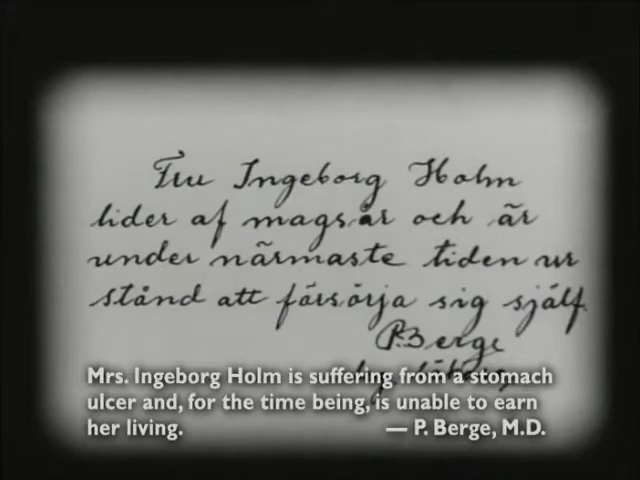 Fru Ingeborg Holm
lider af magsår och är
under närmaste tiden ur
stånd att försörja sig själf.
P. Berge
Mrs. Ingeborg Holm is suffering from a stomach
ulcer and, for the time being, is unable to earn
her living. — P. Berge, M.D.